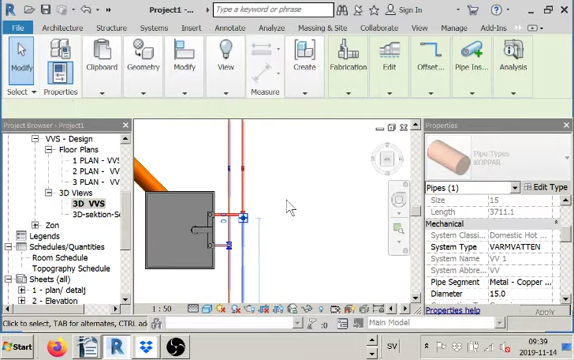 Project1 -...
Type a keyword or phrase
Sign In
File Architecture Structure Systems Insert Annotate Analyze Massing & Site Collaborate View Manage Add-Ins
Modify Properties Clipboard Geometry Modify View Create Fabrication Edit Offset... Pipe Ins... Analysis
Select Measure
Project Browser - Project1
VVS - Design
Floor Plans
1 PLAN - VV
2 PLAN - VV
3 PLAN - VV
3D Views
3D VVS
3D-sektion-S
Zon
Legends
Schedules/Quantities
Room Schedule
Topography Schedule
Sheets (all)
1 - plan/ detalj
2 - Elevation
1 : 50
Properties
Pipe Types
KOPPAR
Pipes (1) Edit Type
Size 15
Length 3711.1
Mechanical
System Classific... Domestic Hot
System Type VARMVATTEN
System Name VV 1
System Abbre... VV
Pipe Segment Metal - Copper
Diameter 15.0
Properties help Apply
Click to select, TAB for alternates, CTRL ad :0 Main Model
Start SV 09:39
2019-11-14